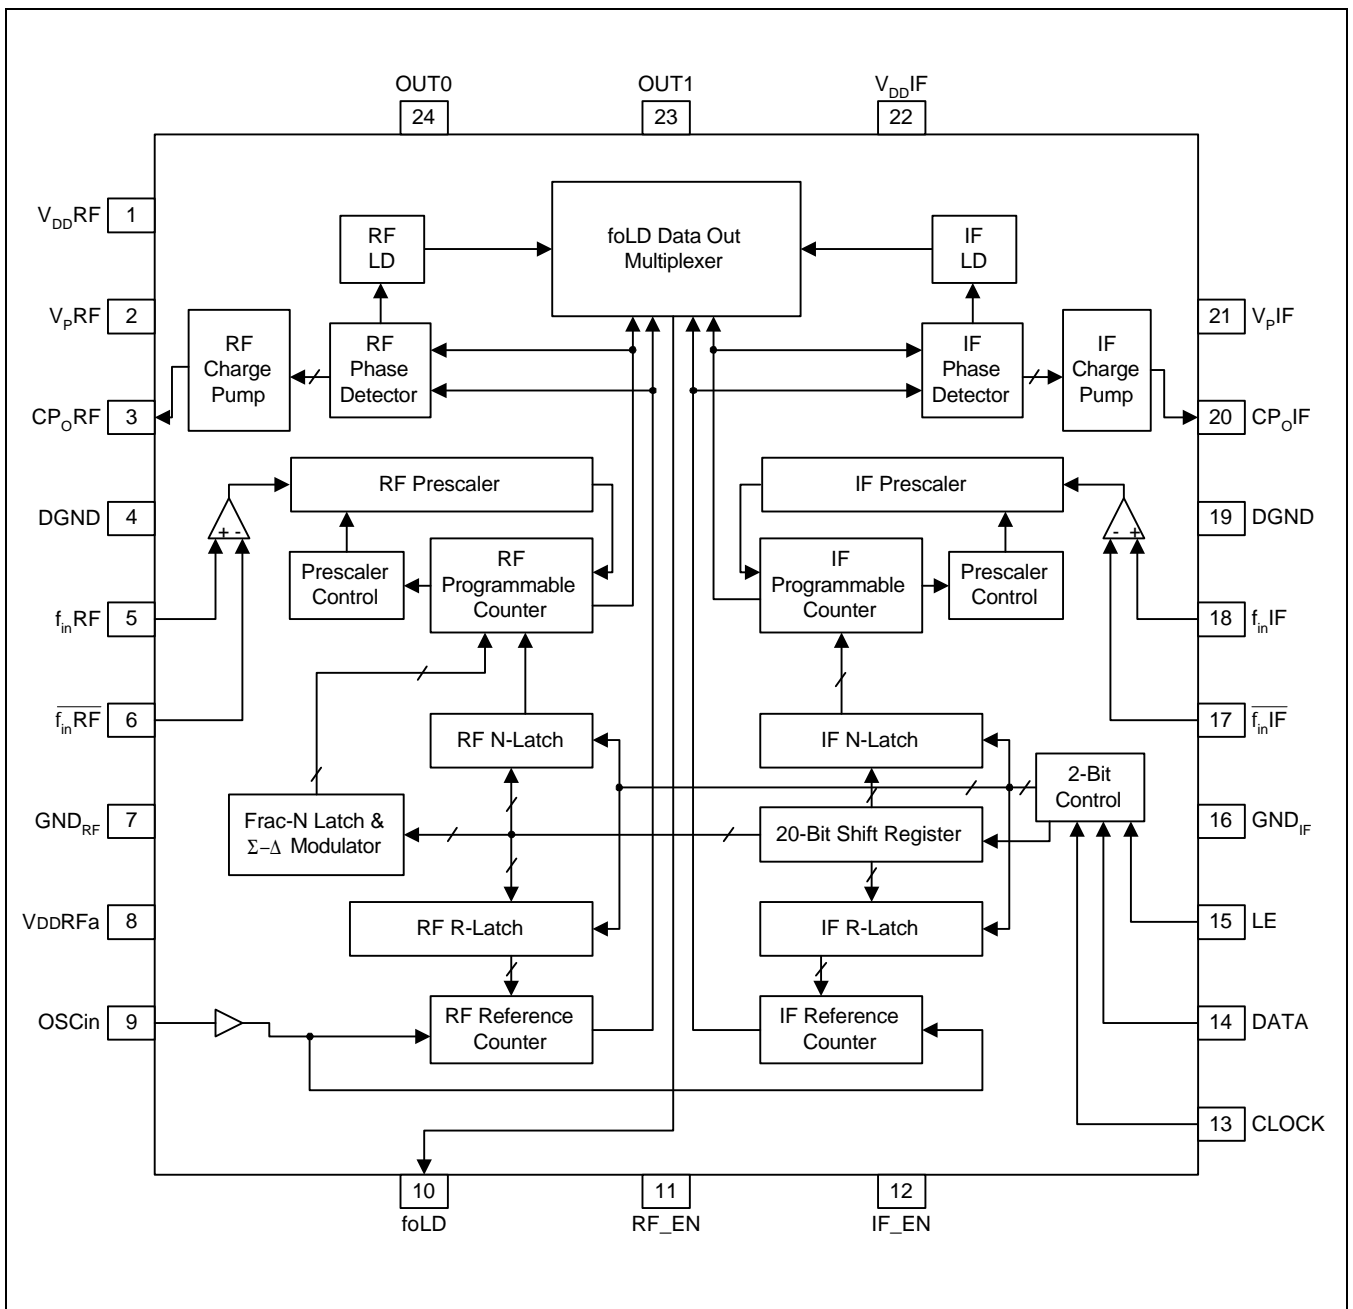 OUT0
OUT1
VDDIF
24
23
22
VDDRF 1
VPRF 2
CPORF 3
DGND 4
finRF 5
finRF 6
GNDRF 7
VDDRFa 8
OSCin 9
foLD Data Out
Multiplexer
RF
LD
IF
LD
RF
Charge
Pump
RF
Phase
Detector
IF
Phase
Detector
IF
Charge
Pump
RF Prescaler
IF Prescaler
+ -
- +
Prescaler
Control
RF
Programmable
Counter
IF
Programmable
Counter
Prescaler
Control
RF N-Latch
IF N-Latch
2-Bit
Control
Frac-N Latch &
Σ−Δ Modulator
20-Bit Shift Register
RF R-Latch
IF R-Latch
RF Reference
Counter
IF Reference
Counter
21 VPIF
20 CPOIF
19 DGND
18 finIF
17 finIF
16 GNDIF
15 LE
14 DATA
13 CLOCK
10
11
12
foLD
RF_EN
IF_EN